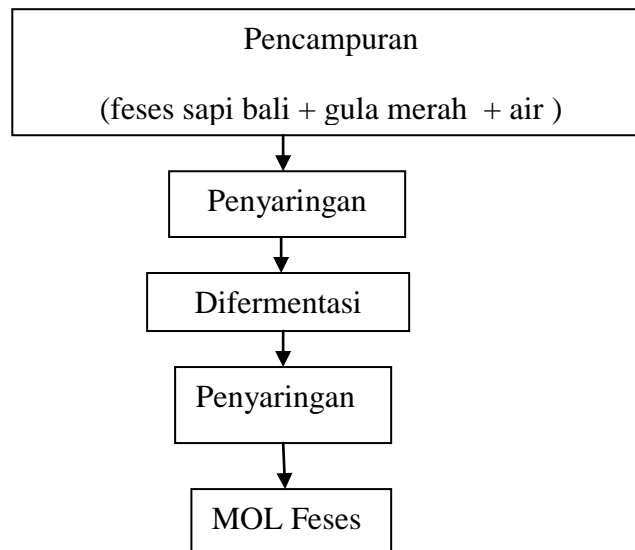 Pencampuran
(feses sapi bali + gula merah + air )
Penyaringan
Difermentasi
Penyaringan
MOL Feses